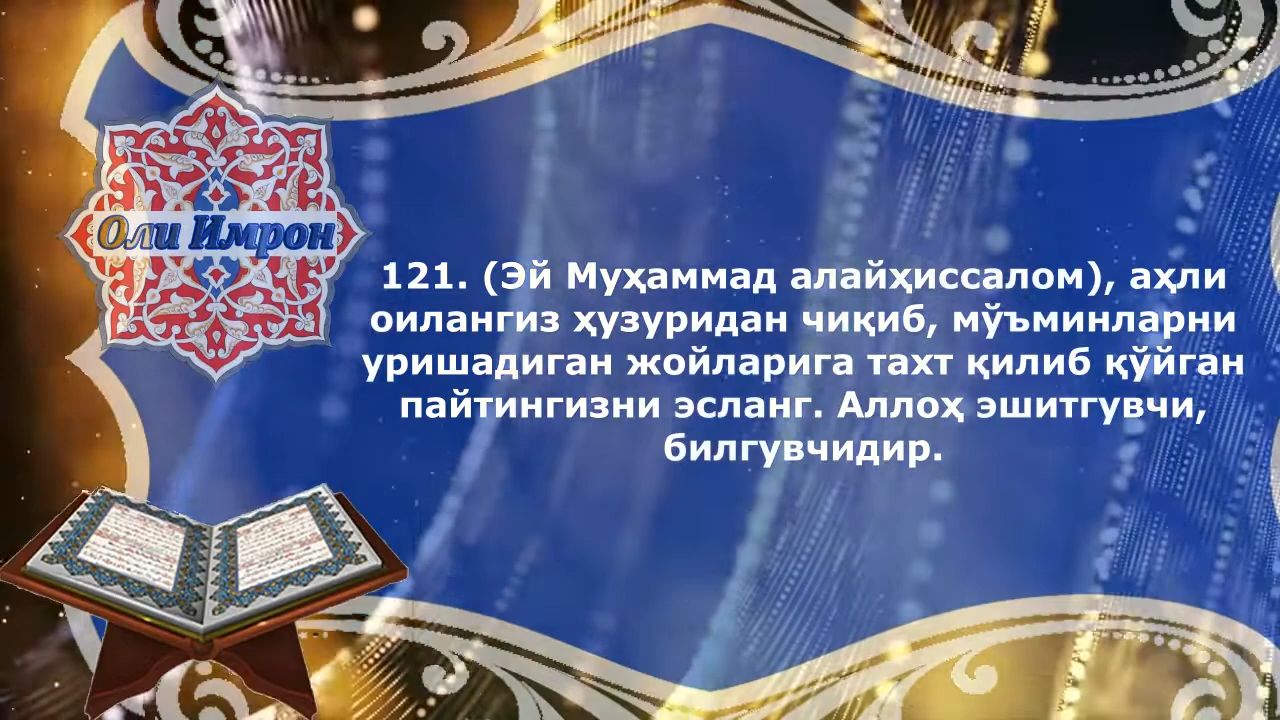 Оли Имрон
121. (Эй Муҳаммад алайҳиссалом), аҳли
оилангиз ҳузуридан чиқиб, мўъминларни
уришадиган жойларига тахт қилиб қўйган
пайтингизни эсланг. Аллоҳ эшитгувчи,
билгувчидир.